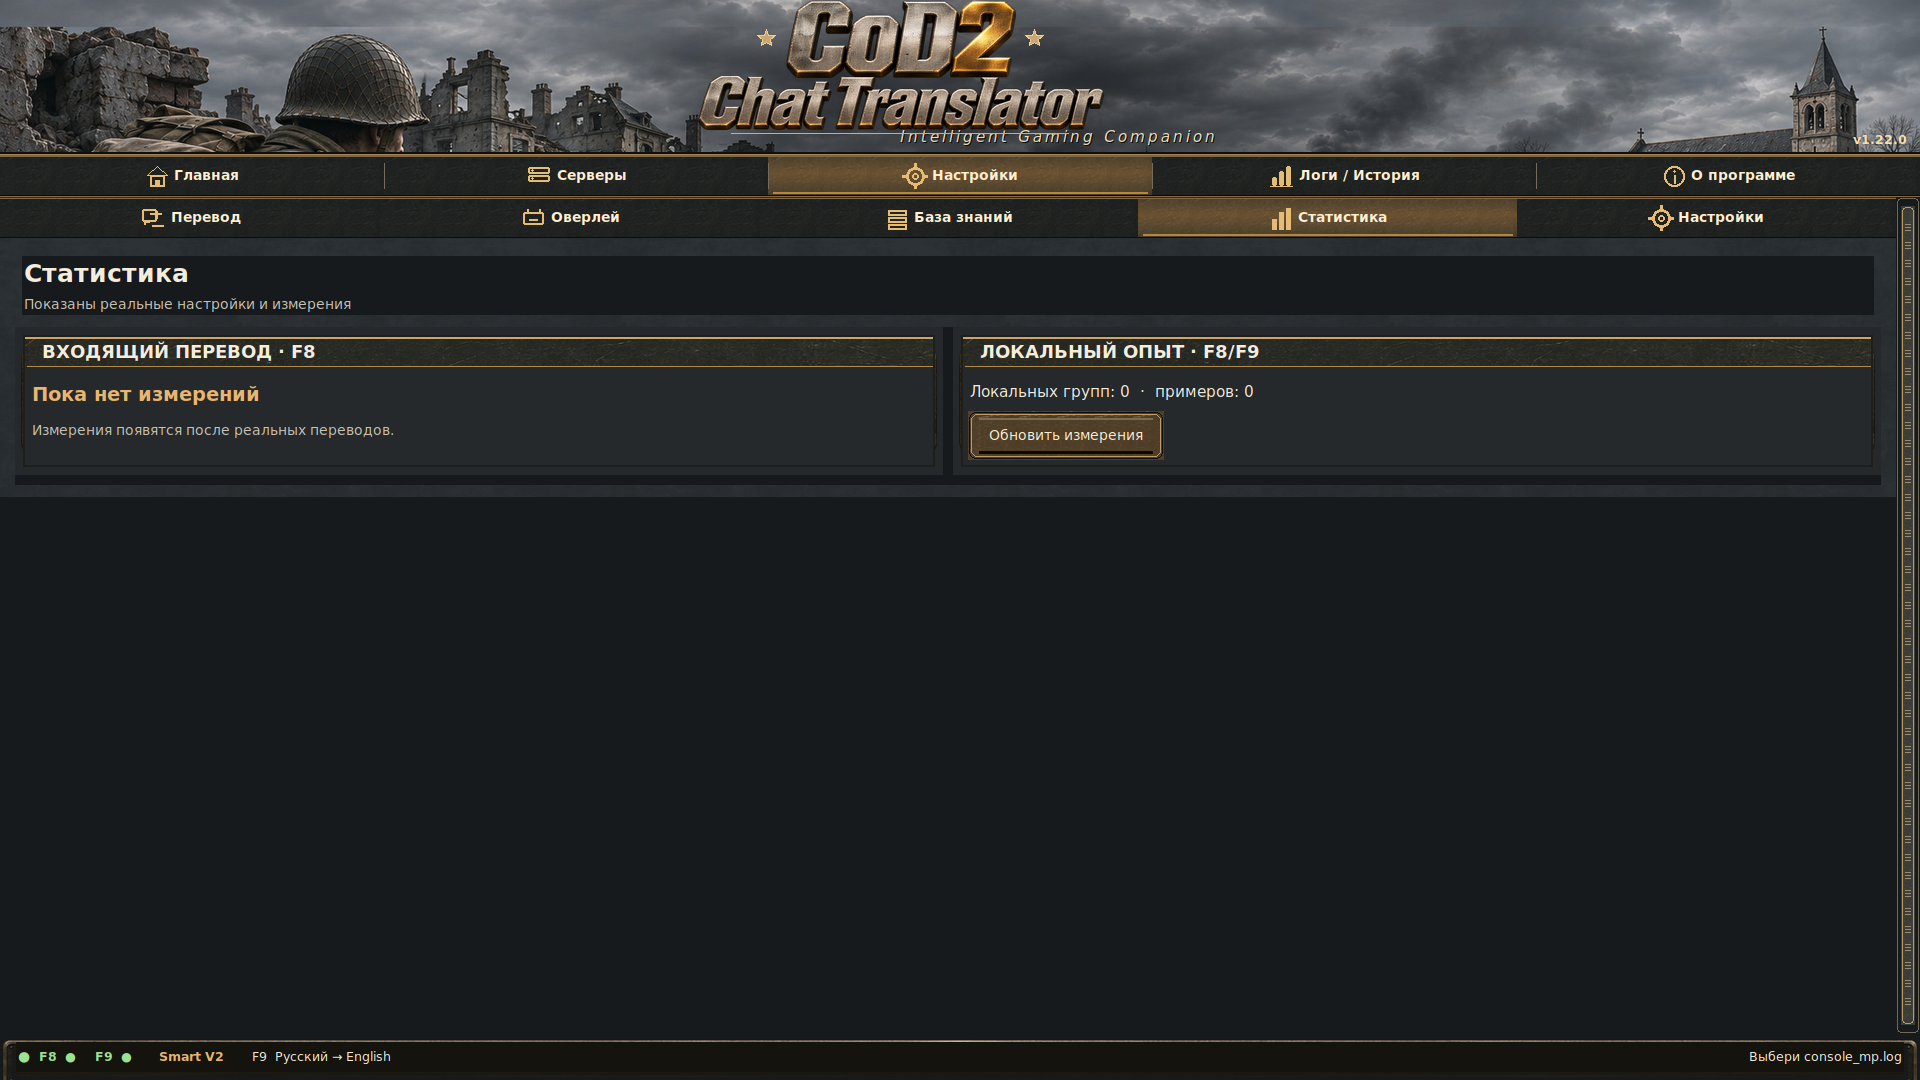 CoD2
Chat Translator
Intelligent Gaming Companion
v1.22.0
Главная
Серверы
Настройки
Логи / История
О программе
Перевод
Оверлей
База знаний
Статистика
Настройки
Статистика
Показаны реальные настройки и измерения
ВХОДЯЩИЙ ПЕРЕВОД · F8
Пока нет измерений
Измерения появятся после реальных переводов.
ЛОКАЛЬНЫЙ ОПЫТ · F8/F9
Локальных групп: 0 · примеров: 0
Обновить измерения
● F8 ● F9 ● Smart V2 F9 Русский → English
Выбери console_mp.log